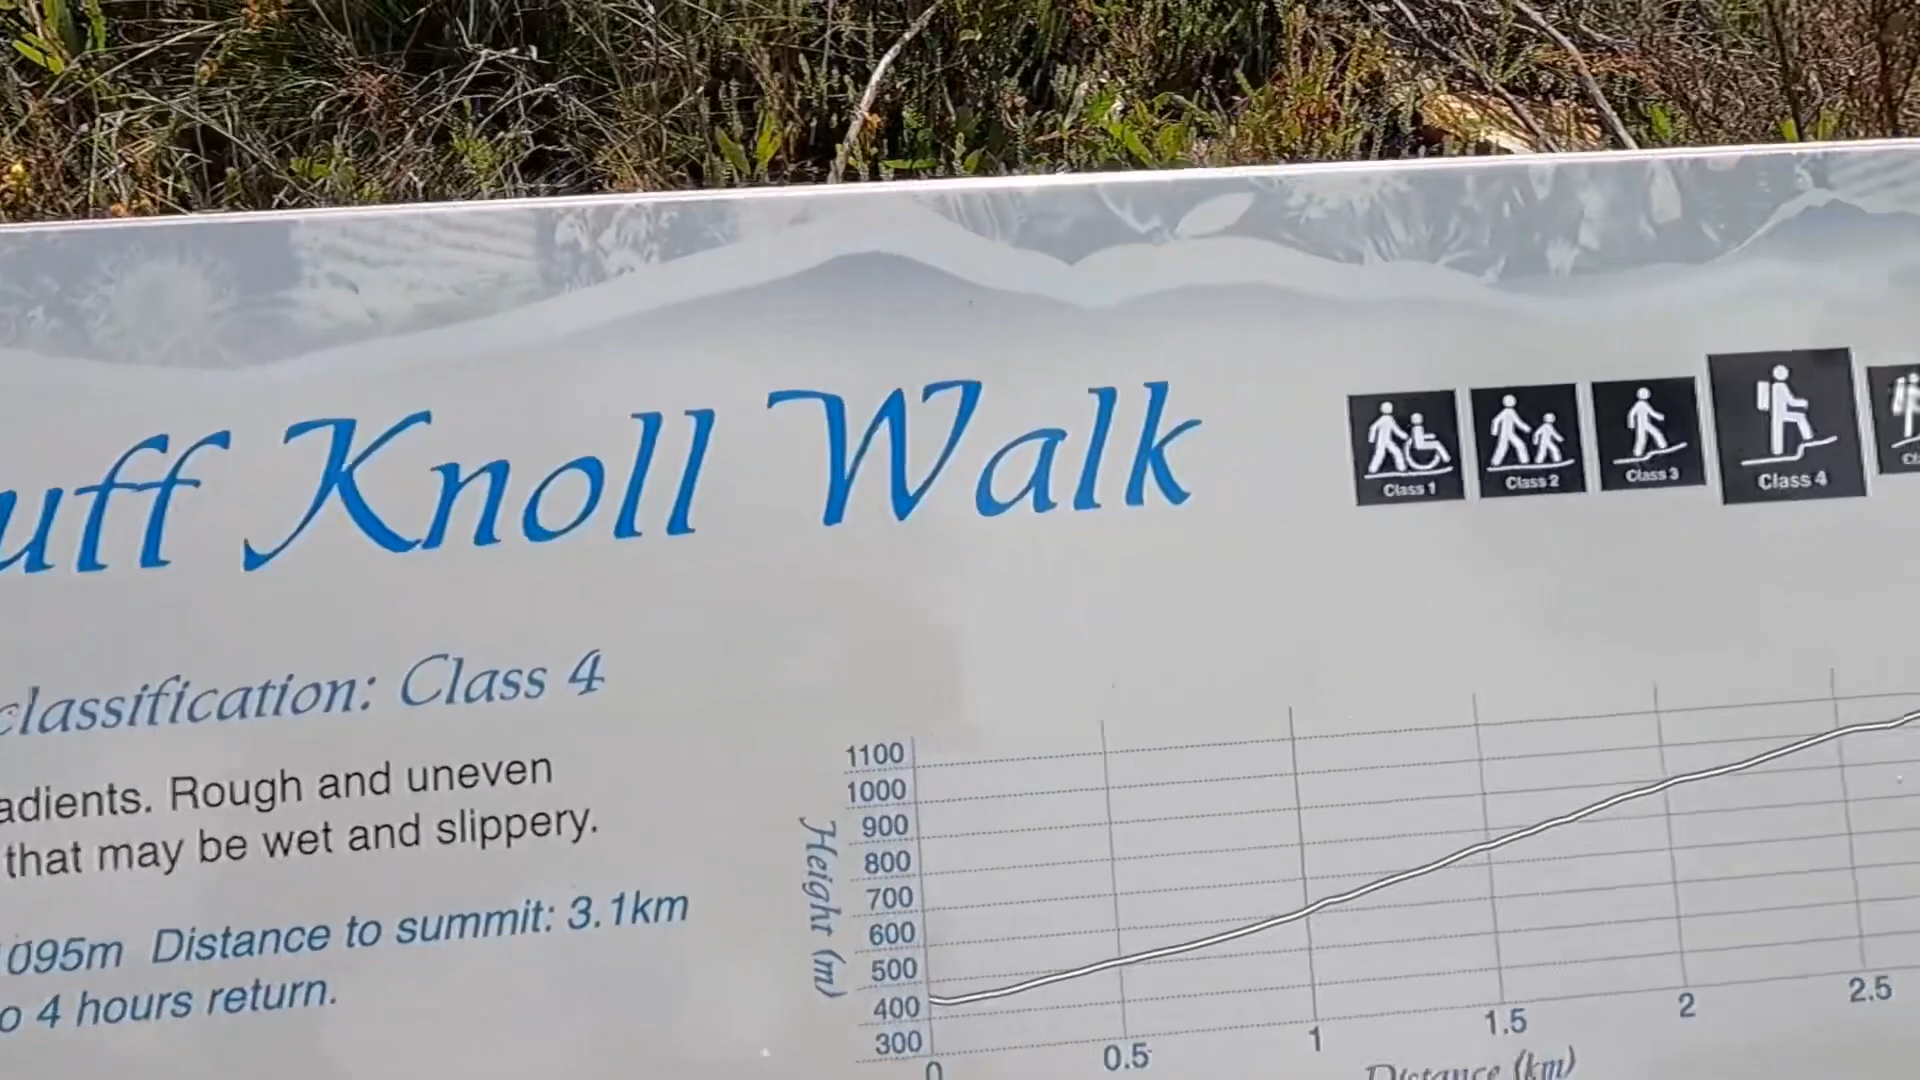 uff Knoll Walk
Class 1
Class 2
Class 3
Class 4
classification: Class 4
adients. Rough and uneven
that may be wet and slippery.
095m Distance to summit: 3.1km
o 4 hours return.
Height (m)
1100
1000
900
800
700
600
500
400
300
0
0.5
1
1.5
2
2.5
Distance (km)